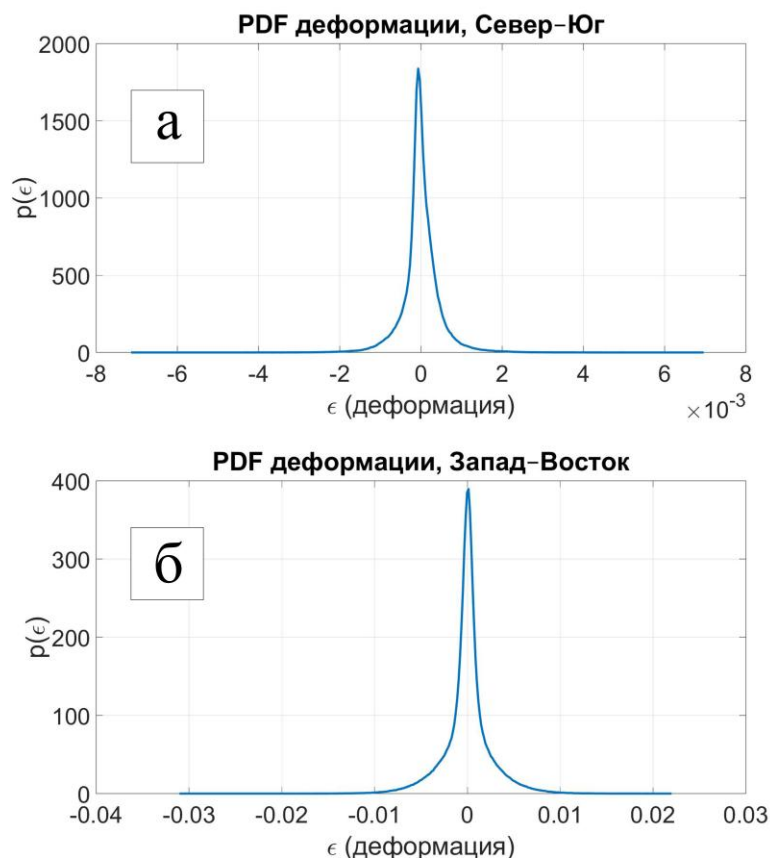 PDF деформации, Север-Юг
2000
1500
1000
500
0
p(ϵ)
а
-8 -6 -4 -2 0 2 4 6 8
ϵ (деформация)
×10⁻³
PDF деформации, Запад-Восток
400
300
200
100
0
p(ϵ)
б
-0.04 -0.03 -0.02 -0.01 0 0.01 0.02 0.03
ϵ (деформация)